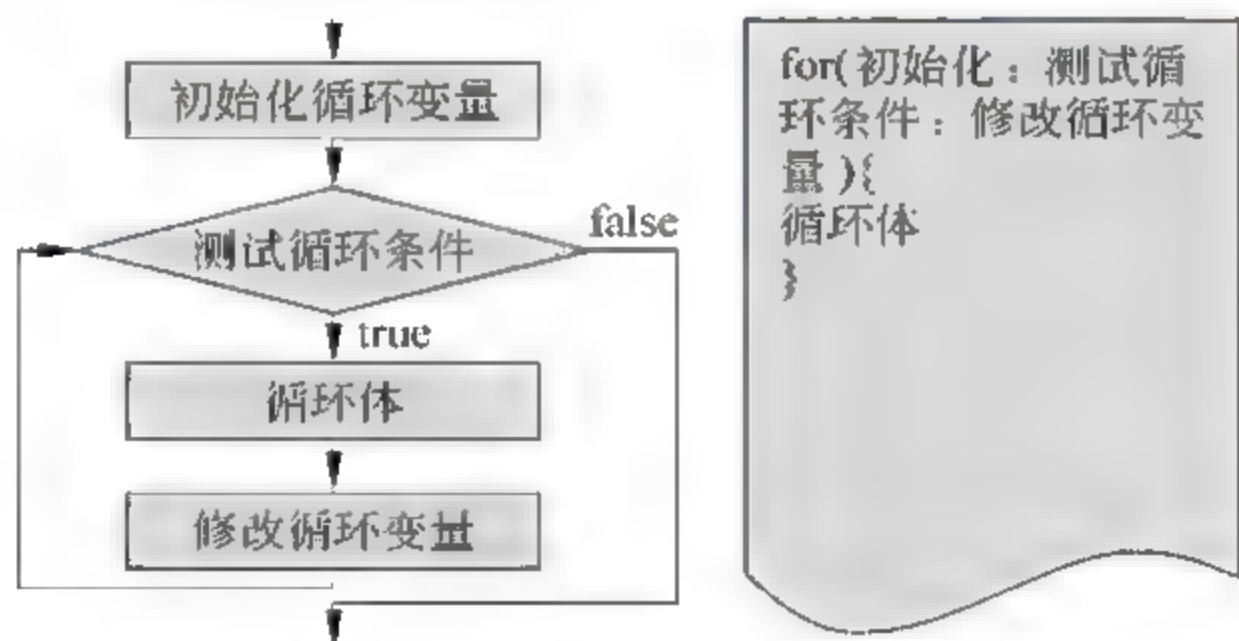 初始化循环变量
测试循环条件
false
true
循环体
修改循环变量
for(初始化：测试循
环条件：修改循环变
量){
循环体
}